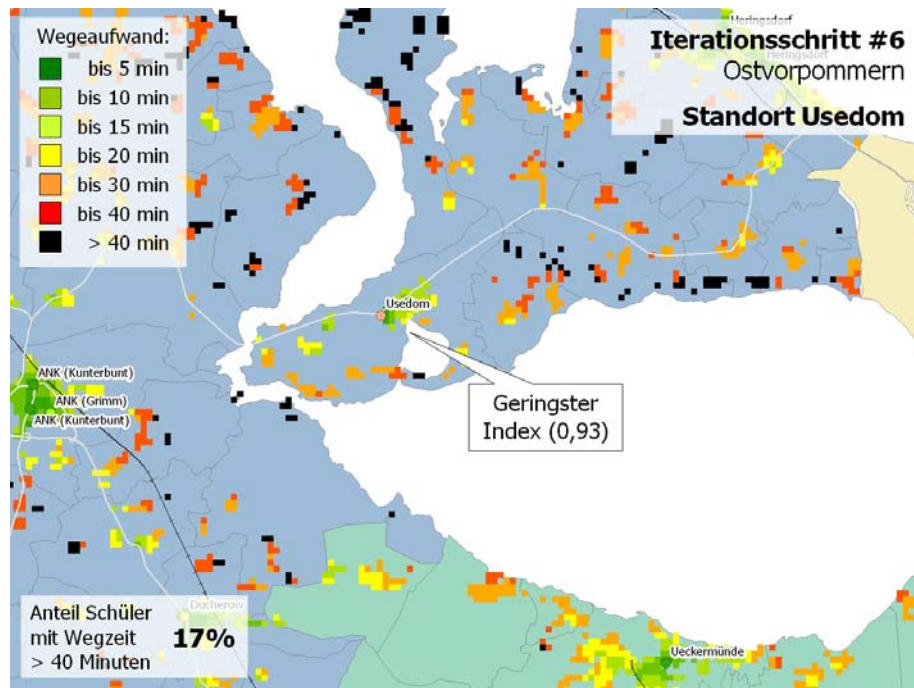 Wegeaufwand:
bis 5 min
bis 10 min
bis 15 min
bis 20 min
bis 30 min
bis 40 min
> 40 min
Heringsdorf
Heringsdorf
Iterationsschritt #6
Ostvorpommern
Standort Usedom
Usedom
ANK (Kunterbunt)
ANK (Grimm)
ANK (Kunterbunt)
Geringster
Index (0,93)
Ducherow
Anteil Schüler
mit Wegzeit
> 40 Minuten
17%
Ueckermünde